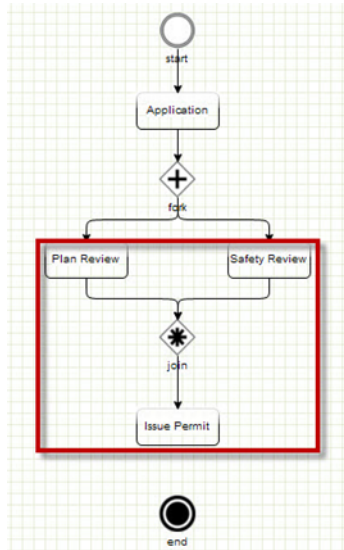 start
Application
fork
Plan Review
Safety Review
join
Issue Permit
end